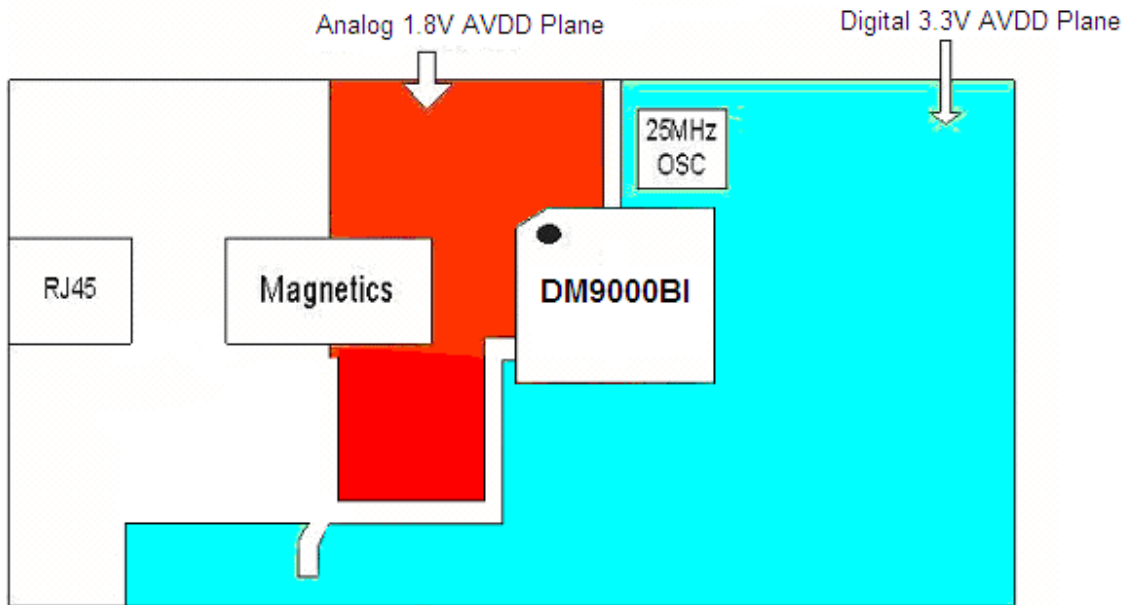 Analog 1.8V AVDD Plane
Digital 3.3V AVDD Plane
25MHz
OSC
RJ45
Magnetics
DM9000BI